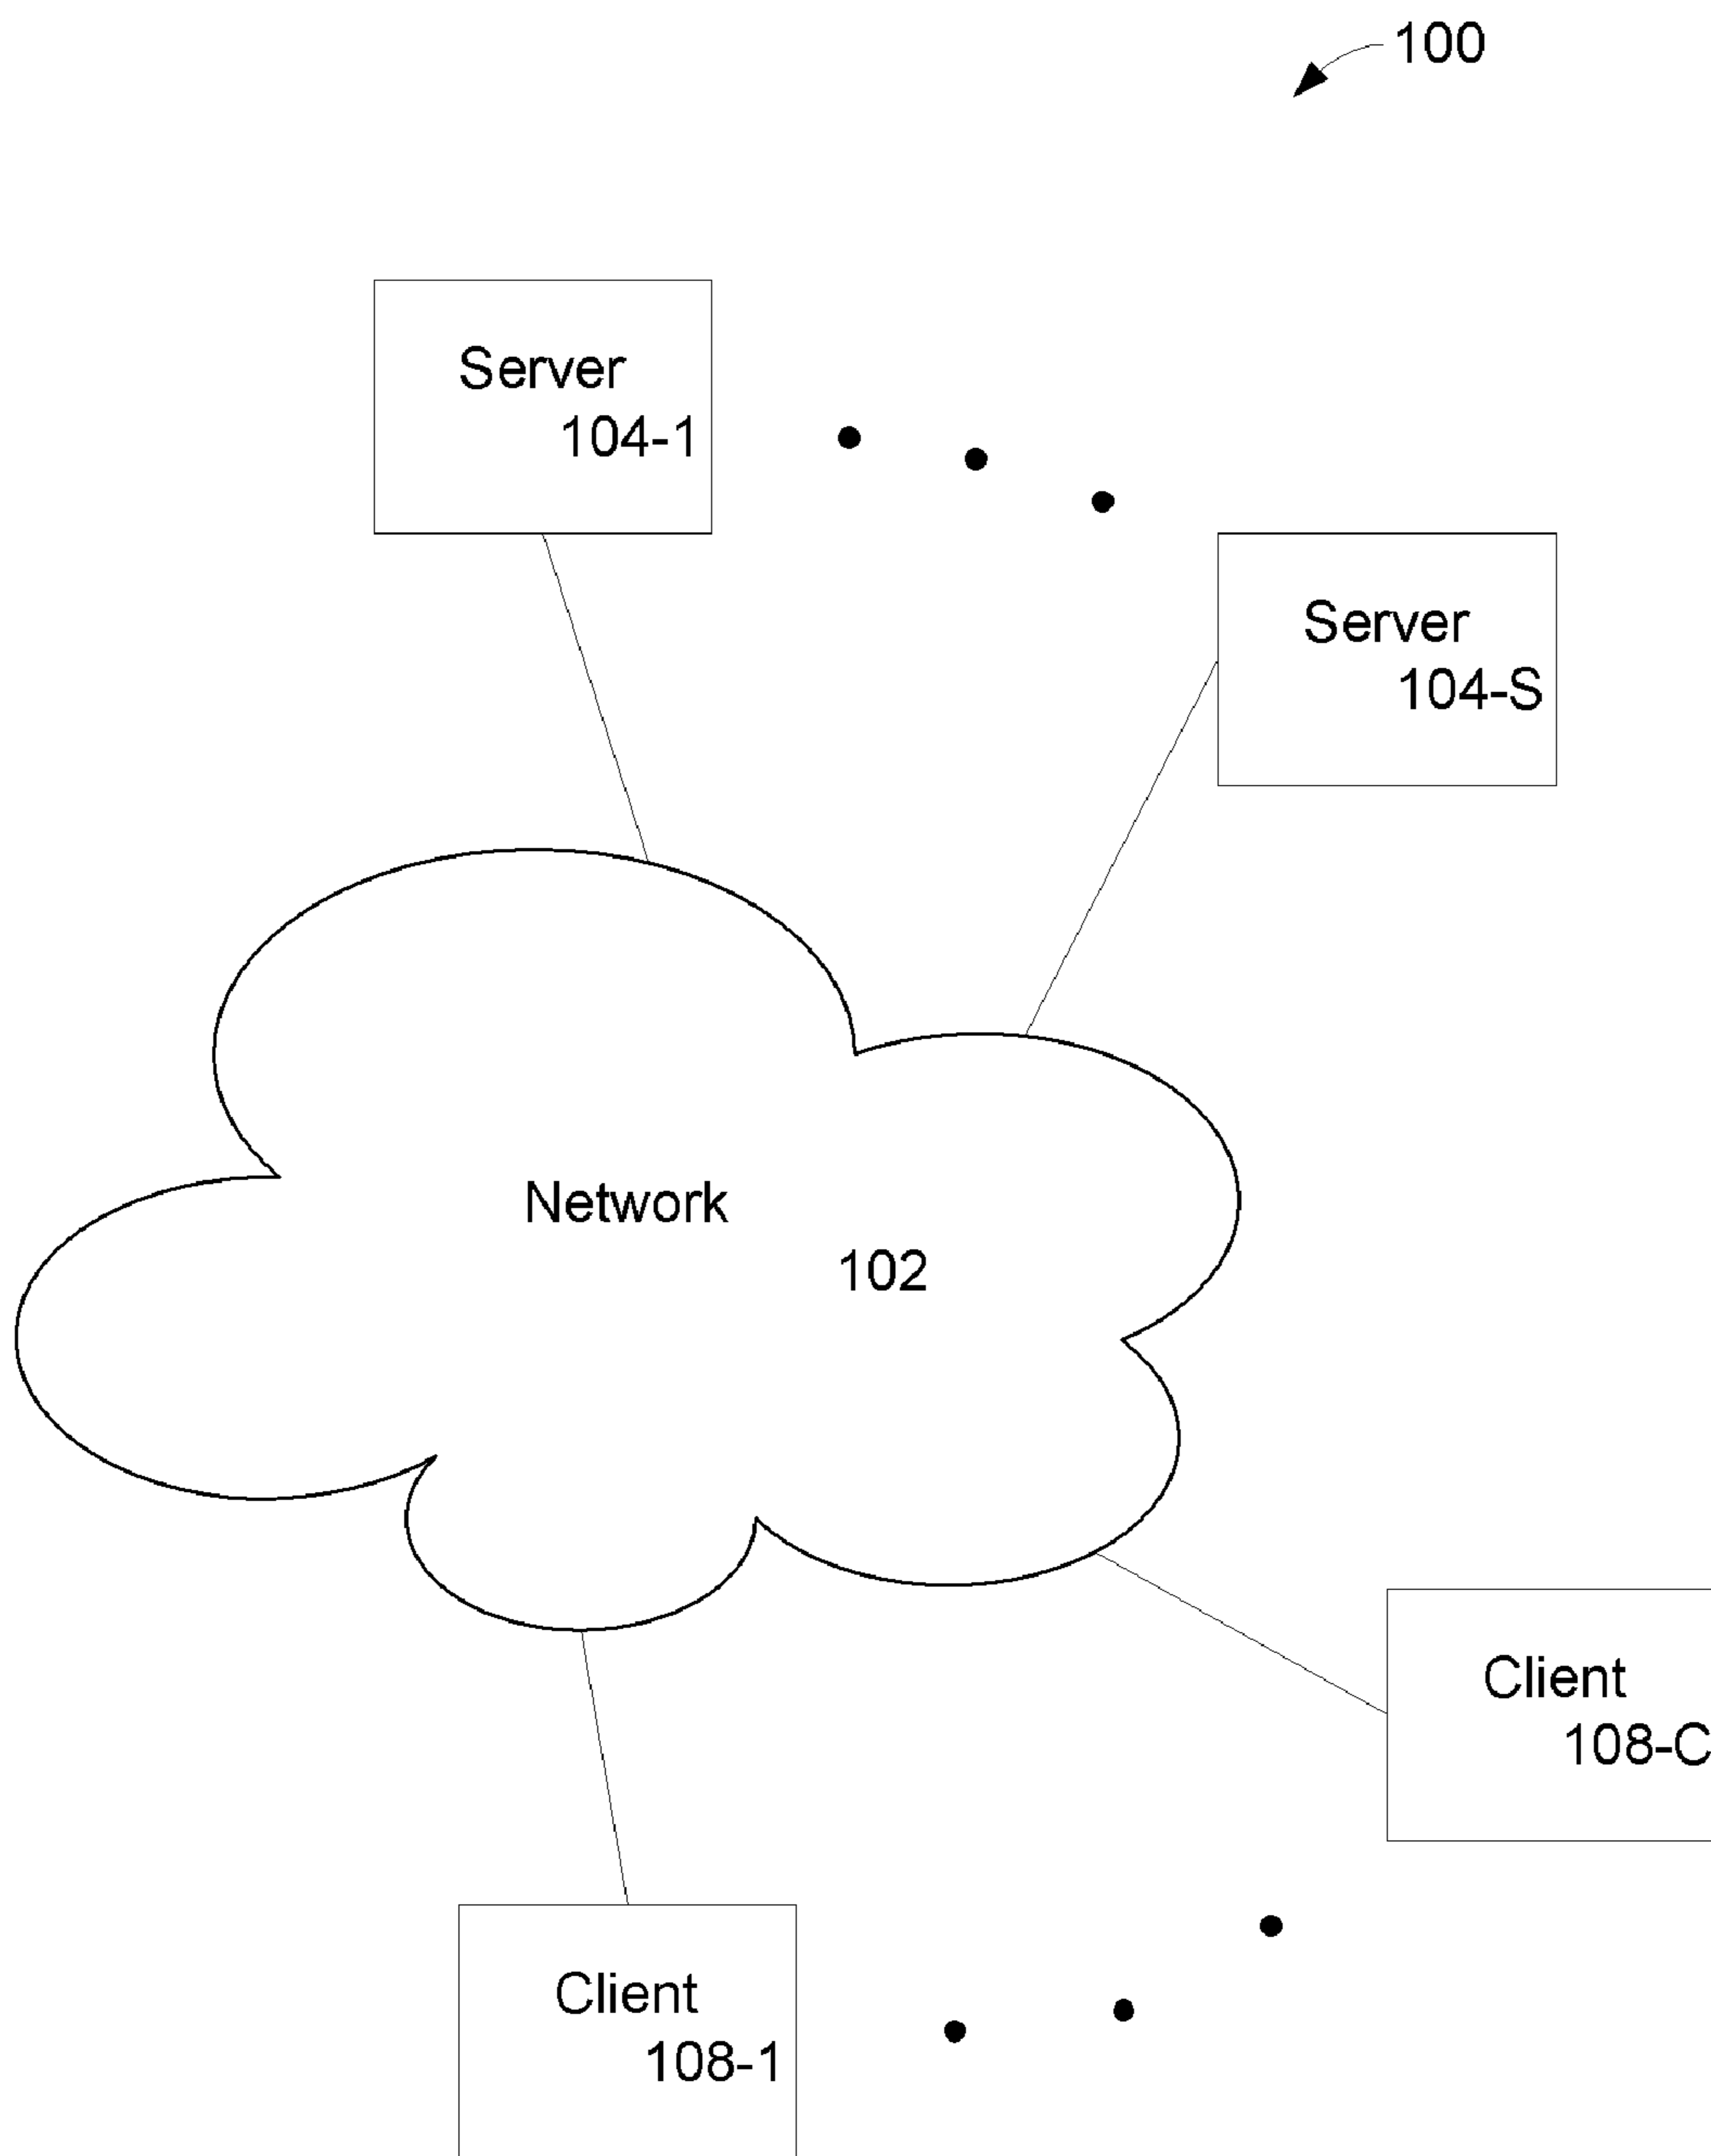 100
Server
104-1
Server
104-S
Network
102
Client
108-C
Client
108-1